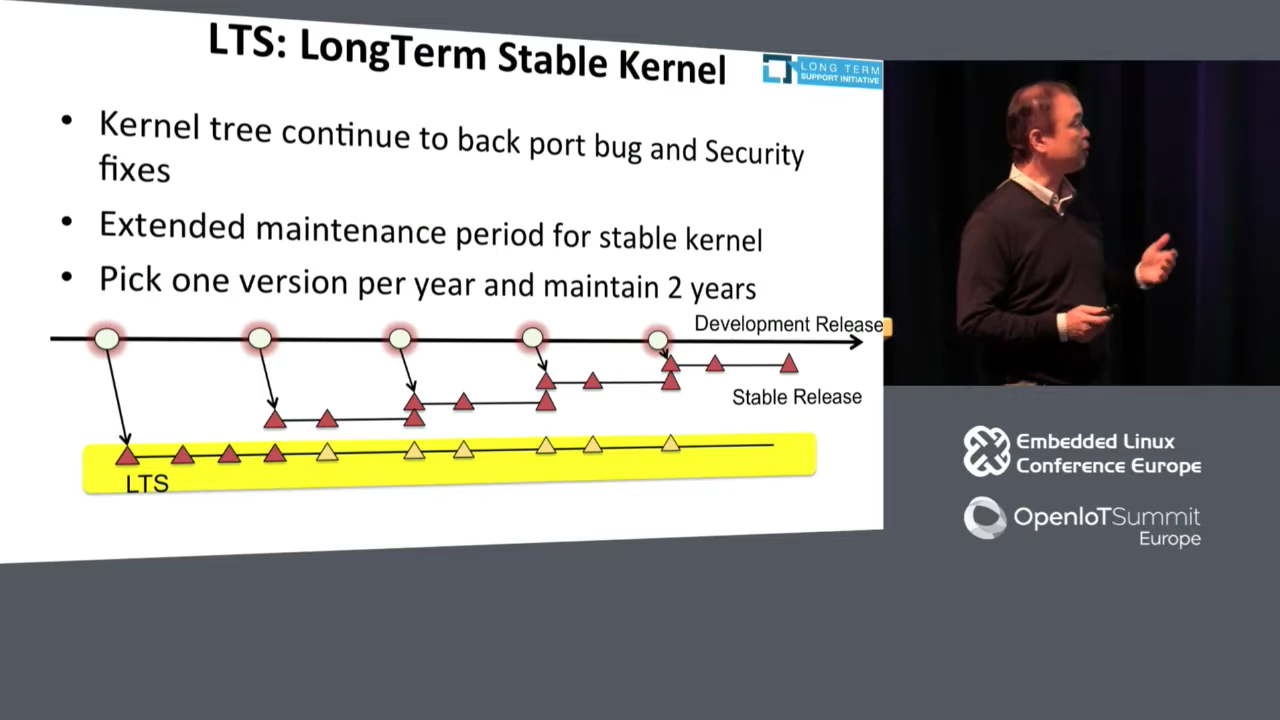 LTS: LongTerm Stable Kernel
LONG TERM
SUPPORT INITIATIVE
• Kernel tree continue to back port bug and Security
fixes
• Extended maintenance period for stable kernel
• Pick one version per year and maintain 2 years
Development Release
Stable Release
LTS
Embedded Linux
Conference Europe
OpenIoTSummit
Europe